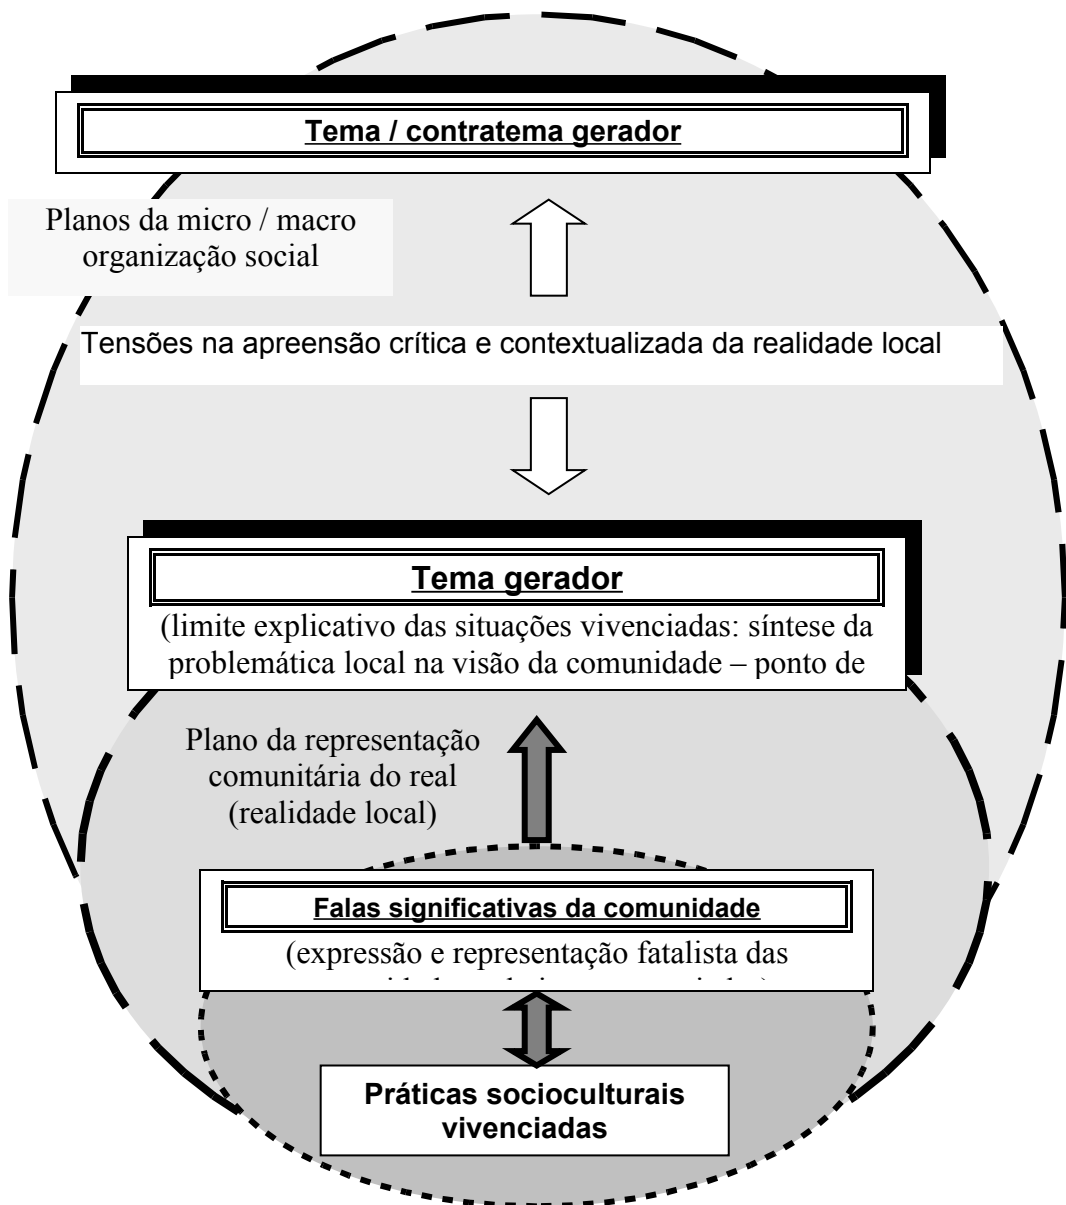 Tema / contratema gerador
Planos da micro / macro
organização social
Tensões na apreensão crítica e contextualizada da realidade local
Tema gerador
(limite explicativo das situações vivenciadas: síntese da
problemática local na visão da comunidade – ponto de
Plano da representação
comunitária do real
(realidade local)
Falas significativas da comunidade
(expressão e representação fatalista das
Práticas socioculturais
vivenciadas